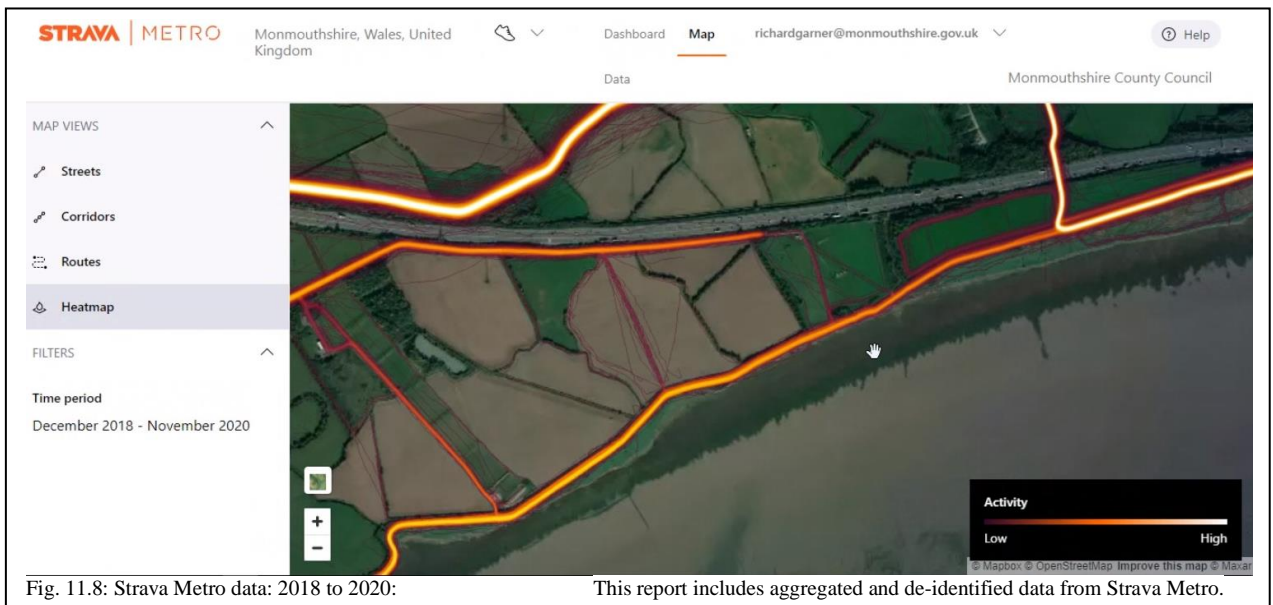 STRAVA | METRO
Monmouthshire, Wales, United
Kingdom
Dashboard
Map
richardgarner@monmouthshire.gov.uk
Help
Data
Monmouthshire County Council
MAP VIEWS
Streets
Corridors
Routes
Heatmap
FILTERS
Time period
December 2018 - November 2020
+
−
Activity
Low High
© Mapbox © OpenStreetMap Improve this map © Maxar
Fig. 11.8: Strava Metro data: 2018 to 2020: This report includes aggregated and de-identified data from Strava Metro.